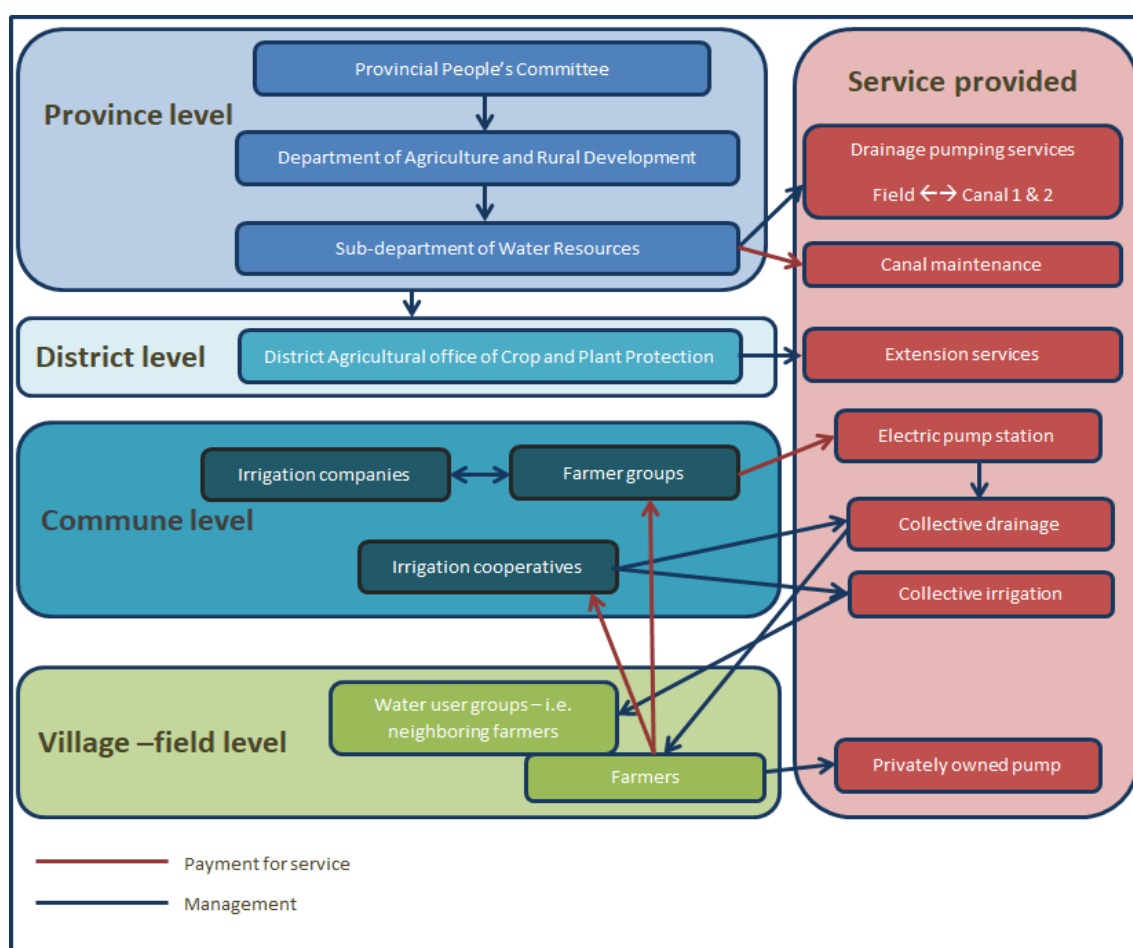 Province level
Provincial People’s Committee
Department of Agriculture and Rural Development
Sub-department of Water Resources
Service provided
Drainage pumping services
Field ←→ Canal 1 & 2
Canal maintenance
District level
District Agricultural office of Crop and Plant Protection
Extension services
Commune level
Irrigation companies
Farmer groups
Irrigation cooperatives
Electric pump station
Collective drainage
Collective irrigation
Village –field level
Water user groups – i.e.
neighboring farmers
Farmers
Privately owned pump
Payment for service
Management